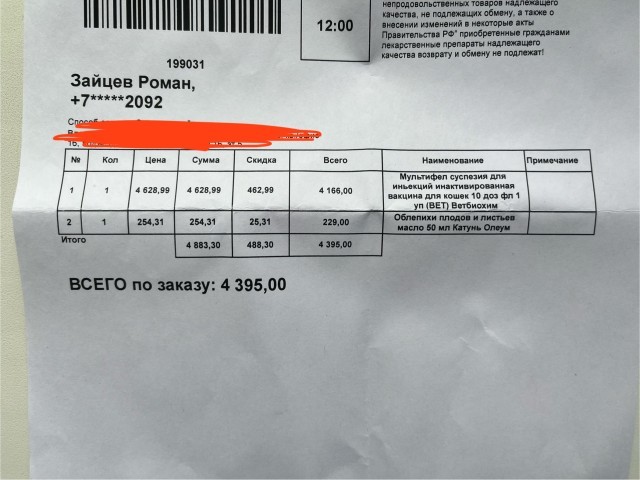 непродовольственных товаров надлежащего
качества, не подлежащих обмену, а также о
внесении изменений в некоторые акты
Правительства РФ" приобретенные гражданами
лекарственные препараты надлежащего
качества возврату и обмену не подлежат!
12:00
199031
Зайцев Роман,
+7*****2092
№ Кол Цена Сумма Скидка Всего Наименование Примечание
1 1 4 628,99 4 628,99 462,99 4 166,00 Мультифел суспезия для
инъекций инактивированная
вакцина для кошек 10 доз фл 1
уп (ВЕТ) Ветбиохим
2 1 254,31 254,31 25,31 229,00 Облепихи плодов и листьев
масло 50 мл Катунь Олеум
Итого 4 883,30 488,30 4 395,00
ВСЕГО по заказу: 4 395,00